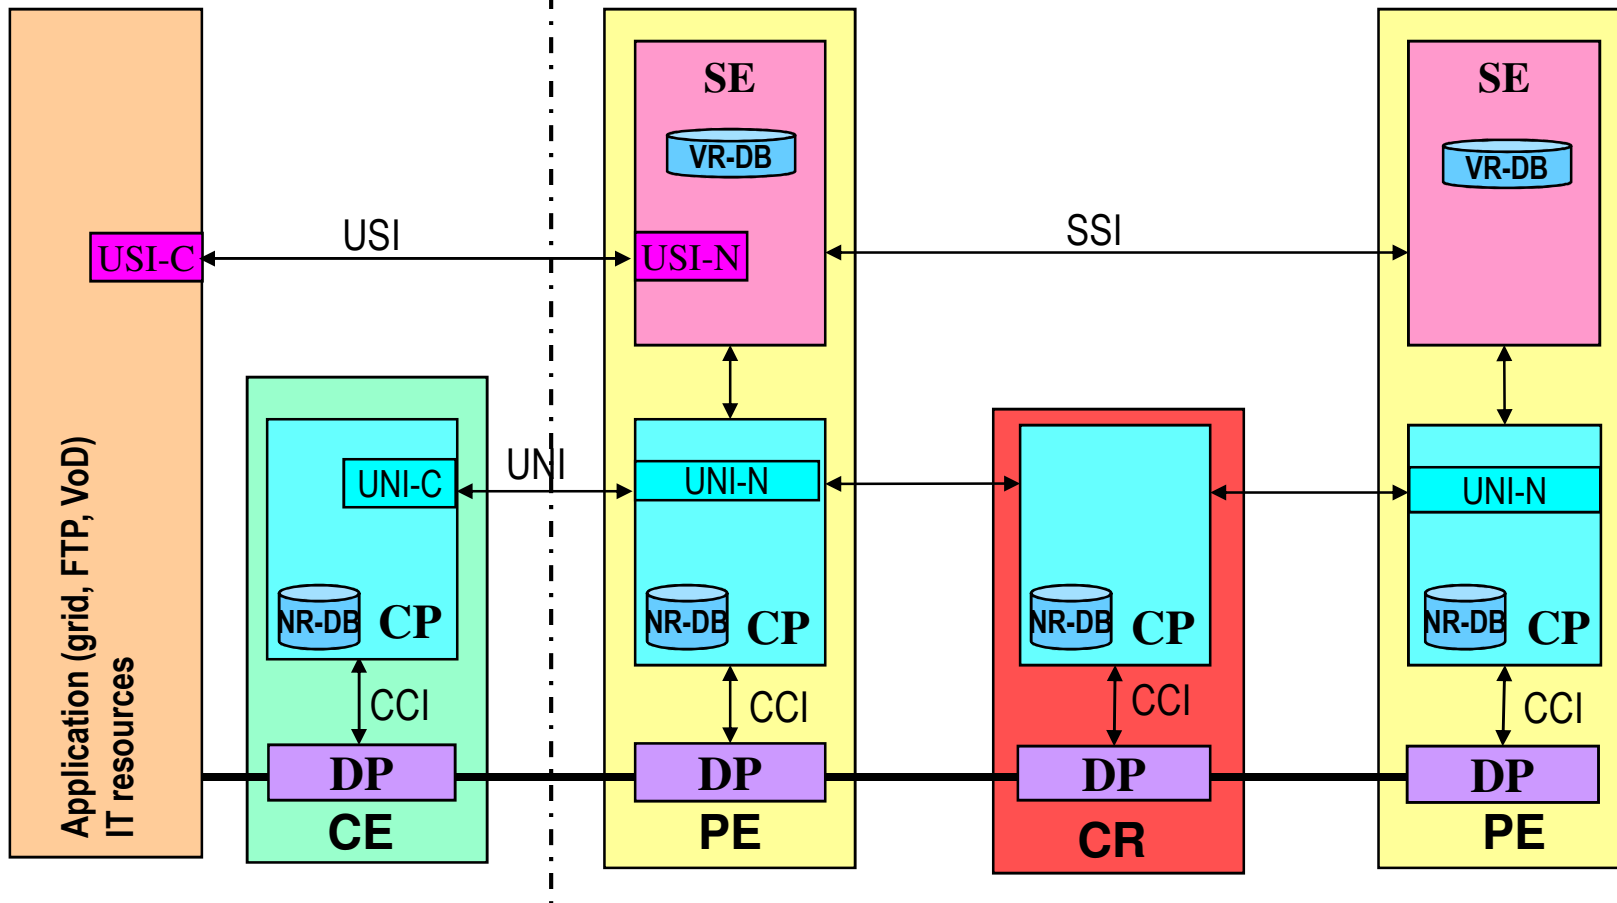 SE
VR-DB
SE
VR-DB
USI
SSI
USI-C
USI-N
UNI
UNI-C
UNI-N
UNI-N
Application (grid, FTP, VoD)
IT resources
NR-DB
CP
NR-DB
CP
NR-DB
CP
NR-DB
CP
CCI
CCI
CCI
CCI
DP
DP
DP
DP
CE
PE
CR
PE